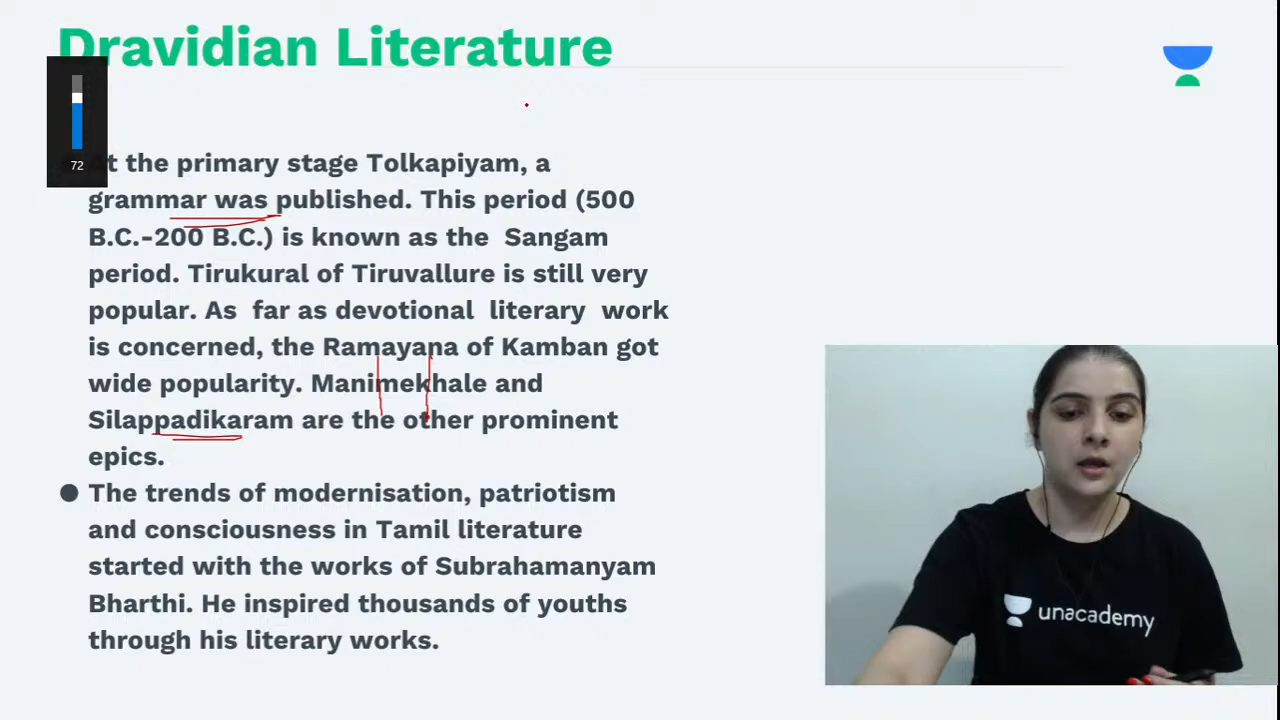 Dravidian Literature
72
At the primary stage Tolkapiyam, a
grammar was published. This period (500
B.C.-200 B.C.) is known as the Sangam
period. Tirukural of Tiruvallure is still very
popular. As far as devotional literary work
is concerned, the Ramayana of Kamban got
wide popularity. Manimekhale and
Silappadikaram are the other prominent
epics.
● The trends of modernisation, patriotism
and consciousness in Tamil literature
started with the works of Subrahamanyam
Bharthi. He inspired thousands of youths
through his literary works.
unacademy